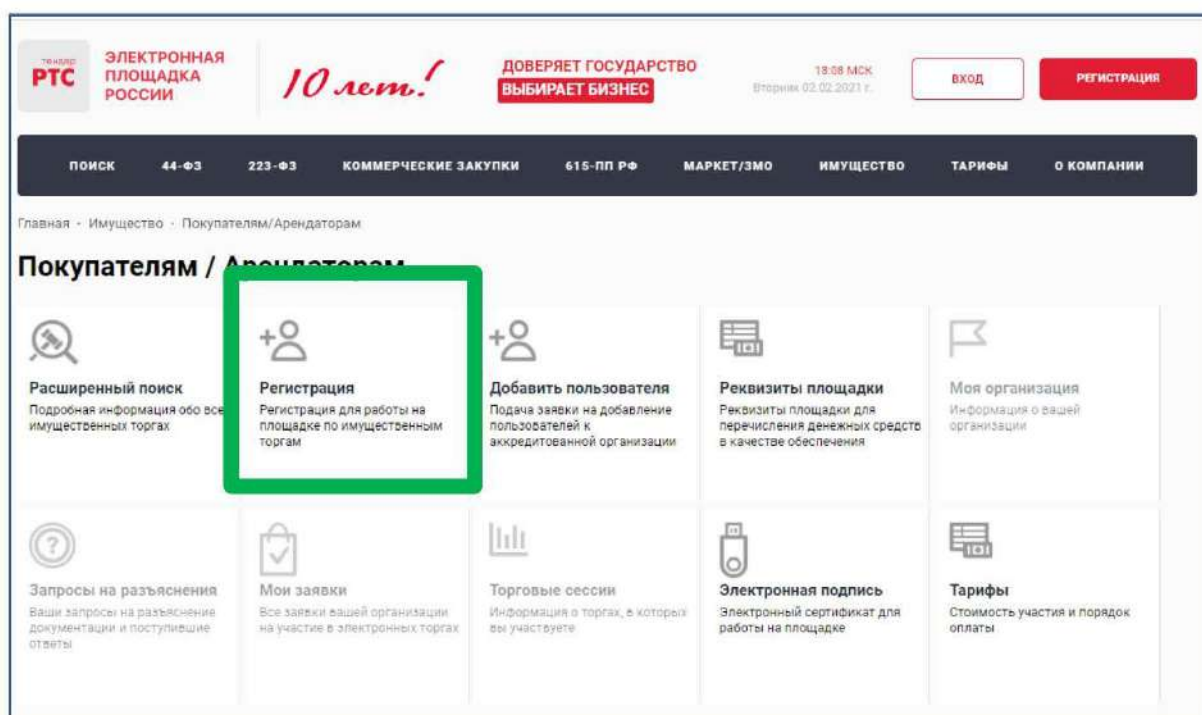 тендер
РТС
ЭЛЕКТРОННАЯ
ПЛОЩАДКА
РОССИИ
10 лет!
ДОВЕРЯЕТ ГОСУДАРСТВО
ВЫБИРАЕТ БИЗНЕС
18:08 МСК
Вторник 02.02.2021 г.
ВХОД
РЕГИСТРАЦИЯ
ПОИСК 44-ФЗ 223-ФЗ КОММЕРЧЕСКИЕ ЗАКУПКИ 615-ПП РФ МАРКЕТ/ЗМО ИМУЩЕСТВО ТАРИФЫ О КОМПАНИИ
Главная - Имущество - Покупателям/Арендаторам
Покупателям / Арендаторам
Расширенный поиск
Подробная информация обо все
имущественных торгах
Регистрация
Регистрация для работы на
площадке по имущественным
торгам
Добавить пользователя
Подача заявки на добавление
пользователей к
аккредитованной организации
Реквизиты площадки
Реквизиты площадки для
перечисления денежных средств
в качестве обеспечения
Моя организация
Информация о вашей
организации
Запросы на разъяснения
Ваши запросы на разъяснение
документации и поступившие
ответы
Мои заявки
Все заявки вашей организации
на участие в электронных торгах
Торговые сессии
Информация о торгах, в которых
вы участвуете
Электронная подпись
Электронный сертификат для
работы на площадке
Тарифы
Стоимость участия и порядок
оплаты